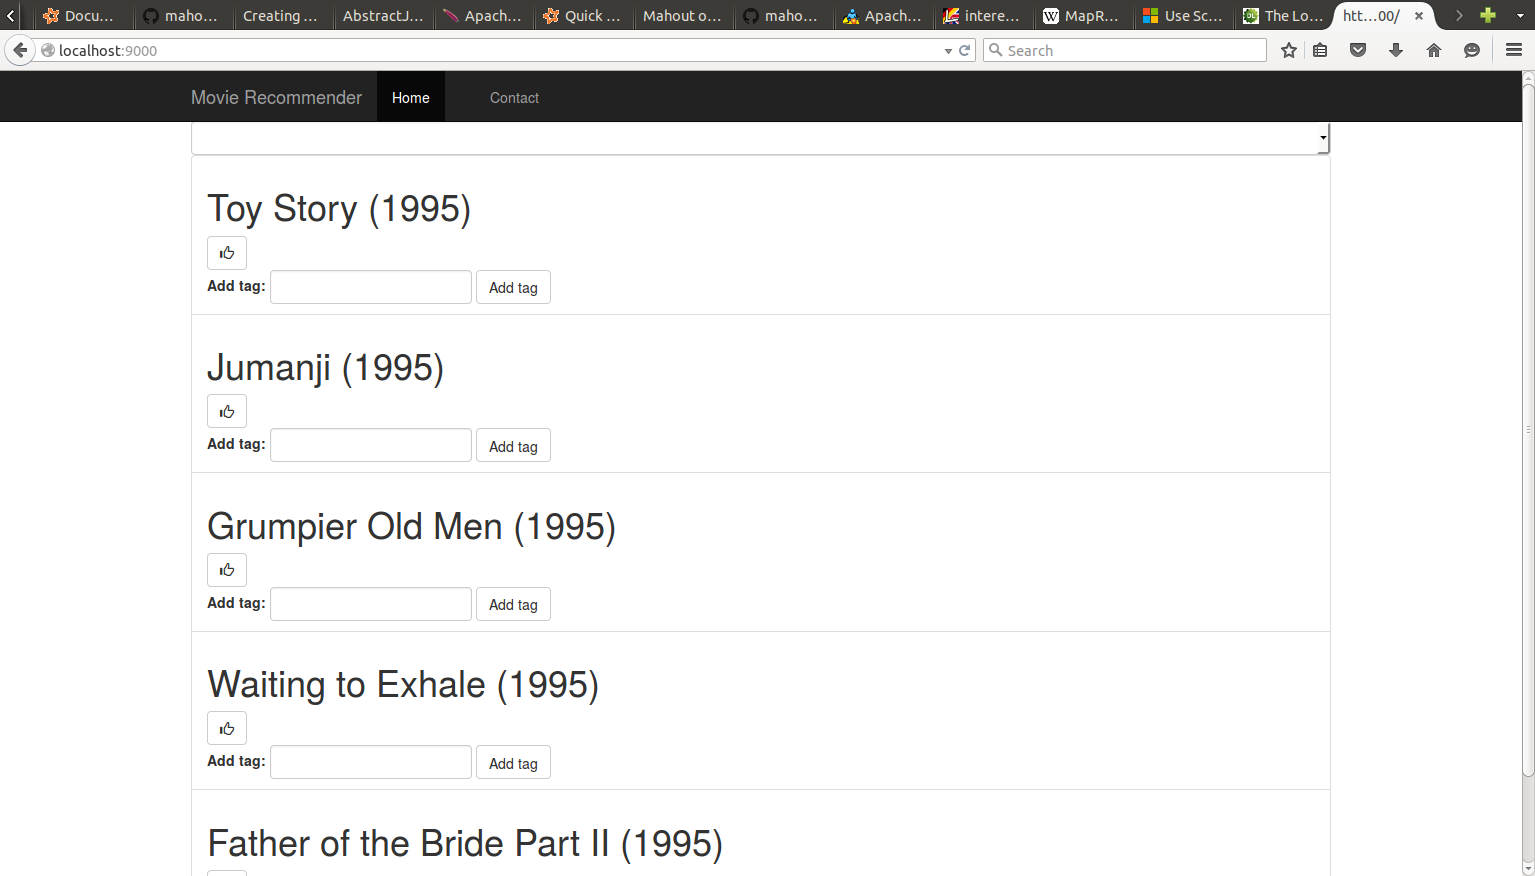 Docum... maho... Creating ... AbstractJ... Apach... Quick ... Mahout o... maho... Apach... intere... MapR... Use Sc... The Lo... htt...00/
localhost:9000 Search
Movie Recommender Home Contact
Toy Story (1995)
Add tag: Add tag
Jumanji (1995)
Add tag: Add tag
Grumpier Old Men (1995)
Add tag: Add tag
Waiting to Exhale (1995)
Add tag: Add tag
Father of the Bride Part II (1995)